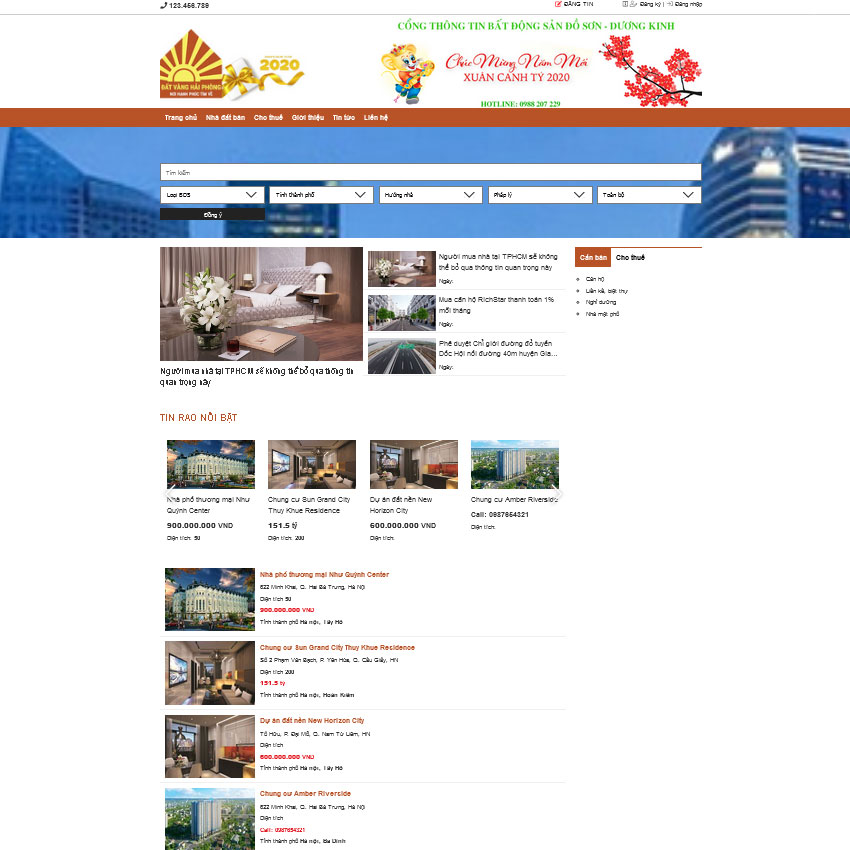 123.456.789
ĐĂNG TIN
Đăng ký | Đăng nhập
CỔNG THÔNG TIN BẤT ĐỘNG SẢN ĐỒ SƠN - DƯƠNG KINH
2020
Chúc Mừng Năm Mới
XUÂN CANH TÝ 2020
ĐẤT VÀNG HẢI PHÒNG
NƠI HẠNH PHÚC TÌM VỀ
HOTLINE: 0988 207 229
Trang chủ Nhà đất bán Cho thuê Giới thiệu Tin tức Liên hệ
Tìm kiếm
Loại BDS
Tỉnh thành phố
Hướng nhà
Pháp lý
Toàn bộ
Đồng ý
Người mua nhà tại TPHCM sẽ không thể bỏ qua thông tin
quan trọng này
Người mua nhà tại TPHCM sẽ không
thể bỏ qua thông tin quan trọng này
Ngày:
Mua căn hộ RichStar thanh toán 1%
mỗi tháng
Ngày:
Phê duyệt Chỉ giới đường đỏ tuyến
Dốc Hội nối đường 40m huyện Gia...
Ngày:
Cần bán Cho thuê
Căn hộ
Liền kề, biệt thự
Nghỉ dưỡng
Nhà mặt phố
TIN RAO NỔI BẬT
Nhà phố thương mại Như
Quỳnh Center
900.000.000 VND
Diện tích: 50
Chung cư Sun Grand City
Thuy Khue Residence
151.5 tỷ
Diện tích: 200
Dự án đất nền New
Horizon City
600.000.000 VND
Diện tích:
Chung cư Amber Riverside
Call: 0987654321
Diện tích:
Nhà phố thương mại Như Quỳnh Center
622 Minh Khai, Q. Hai Bà Trưng, Hà Nội
Diện tích 50
900.000.000 VND
Tỉnh thành phố Hà nội, Tây Hồ
Chung cư Sun Grand City Thuy Khue Residence
Số 2 Phạm Văn Bạch, P. Yên Hòa, Q. Cầu Giấy, HN
Diện tích 200
151.5 tỷ
Tỉnh thành phố Hà nội, Hoàn Kiếm
Dự án đất nền New Horizon City
Tố Hữu, P. Đại Mỗ, Q. Nam Từ Liêm, HN
Diện tích
600.000.000 VND
Tỉnh thành phố Hà nội, Tây Hồ
Chung cư Amber Riverside
622 Minh Khai, Q. Hai Bà Trưng, Hà Nội
Diện tích
Call: 0987654321
Tỉnh thành phố Hà nội, Ba Đình